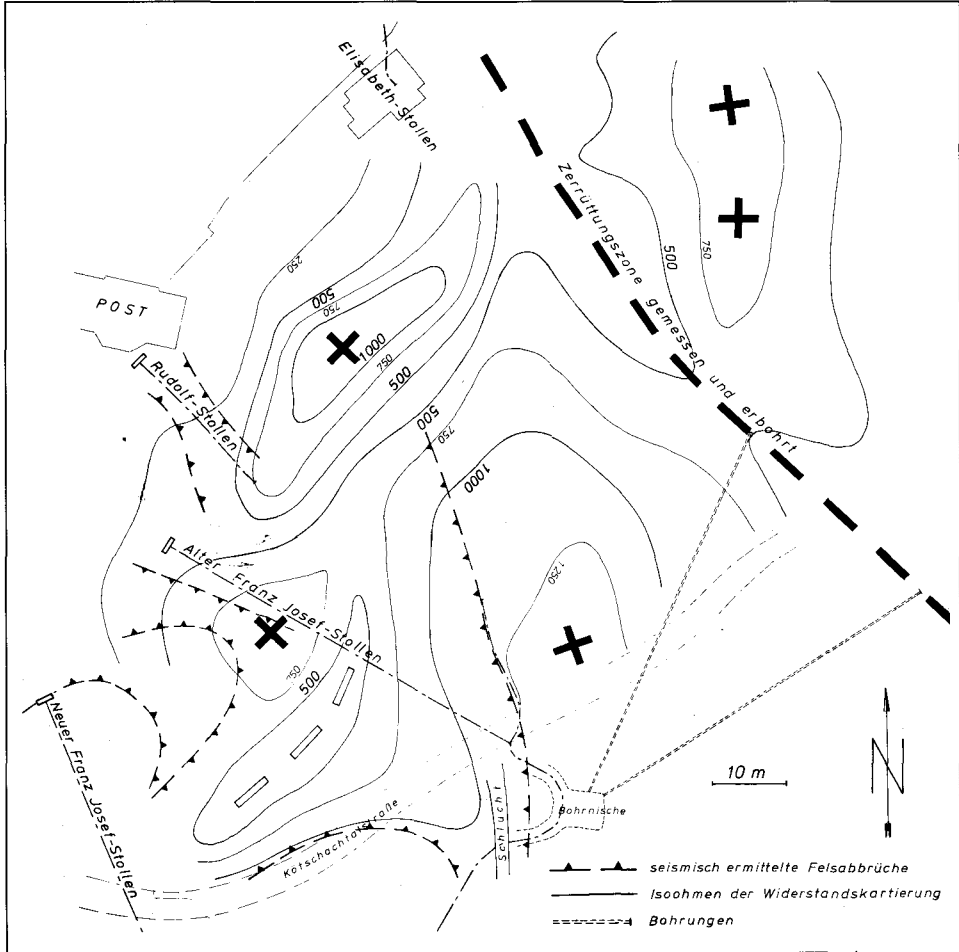 Elisabeth-Stollen
Zerrüttungszone gemessen und erbohrt
750
500
250
POST
500
750
1000
750
500
Rudolf-Stollen
500
750
1000
Alter Franz Josef-Stollen
1250
750
500
Neuer Franz Josef-Stollen
N
10 m
Bohrnische
Schlucht
Kötschachtalstraße
seismisch ermittelte Felsabbrüche
Isoohmen der Widerstandskartierung
Bohrungen